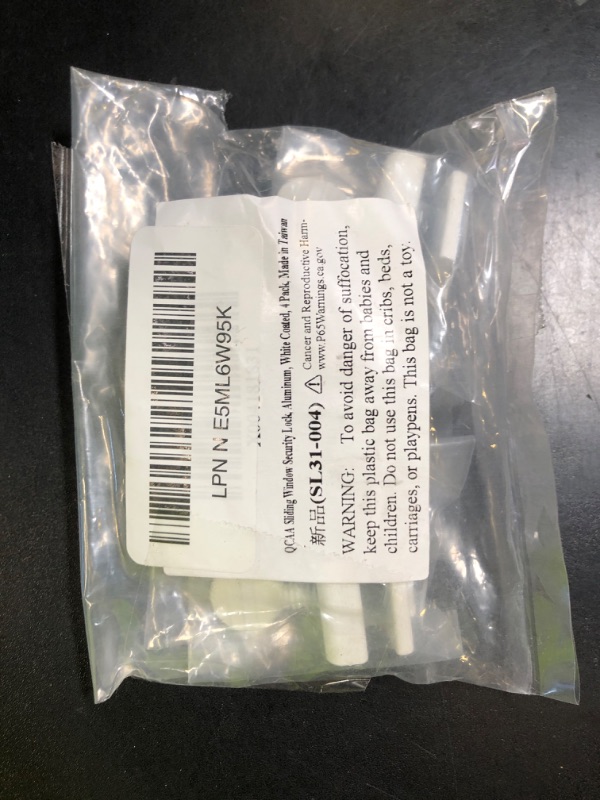 LPN N E5ML6W95K
QCAA Sliding Window Security Lock Aluminum, White Coated, 4 Pack, Made in Taiwan
新品(SL31-004) ⚠ Cancer and Reproductive Harm-
www.P65Warnings.ca.gov
WARNING: To avoid danger of suffocation,
keep this plastic bag away from babies and
children. Do not use this bag in cribs, beds,
carriages, or playpens. This bag is not a toy.